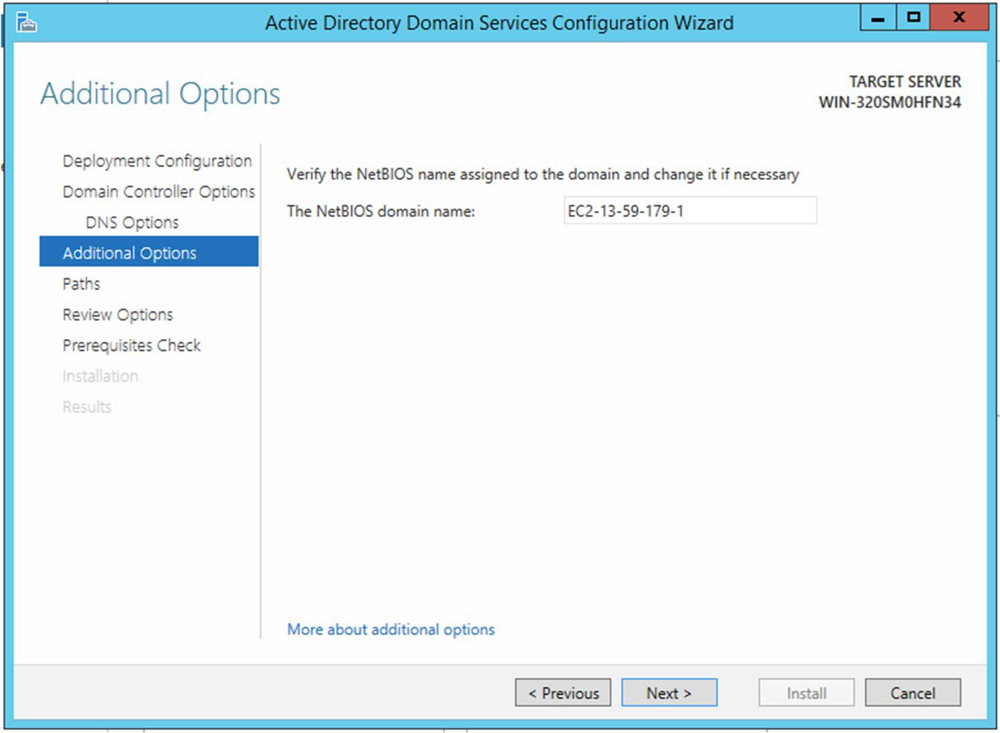 Active Directory Domain Services Configuration Wizard
Additional Options
TARGET SERVER
WIN-320SM0HFN34
Deployment Configuration
Domain Controller Options
DNS Options
Additional Options
Paths
Review Options
Prerequisites Check
Installation
Results
Verify the NetBIOS name assigned to the domain and change it if necessary
The NetBIOS domain name: EC2-13-59-179-1
More about additional options
< Previous
Next >
Install
Cancel